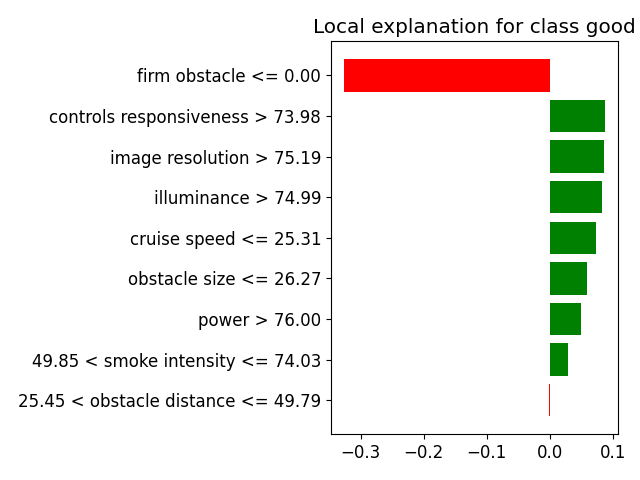 Local explanation for class good
firm obstacle <= 0.00
controls responsiveness > 73.98
image resolution > 75.19
illuminance > 74.99
cruise speed <= 25.31
obstacle size <= 26.27
power > 76.00
49.85 < smoke intensity <= 74.03
25.45 < obstacle distance <= 49.79
−0.3 −0.2 −0.1 0.0 0.1